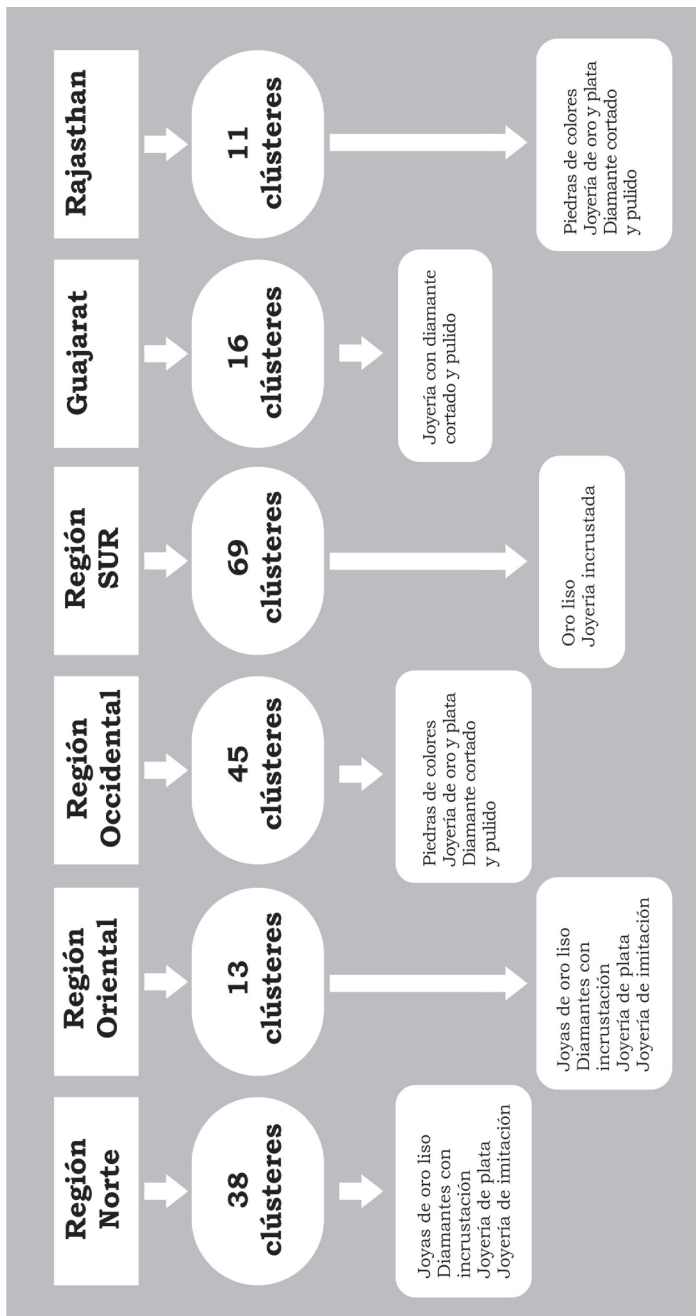 Región
Norte
38
clústeres
Joyas de oro liso
Diamantes con
incrustación
Joyería de plata
Joyería de imitación
Región
Oriental
13
clústeres
Joyas de oro liso
Diamantes con
incrustación
Joyería de plata
Joyería de imitación
Región
Occidental
45
clústeres
Piedras de colores
Joyería de oro y plata
Diamante cortado
y pulido
Región
SUR
69
clústeres
Oro liso
Joyería incrustada
Guajarat
16
clústeres
Joyería con diamante
cortado y pulido
Rajasthan
11
clústeres
Piedras de colores
Joyería de oro y plata
Diamante cortado
y pulido